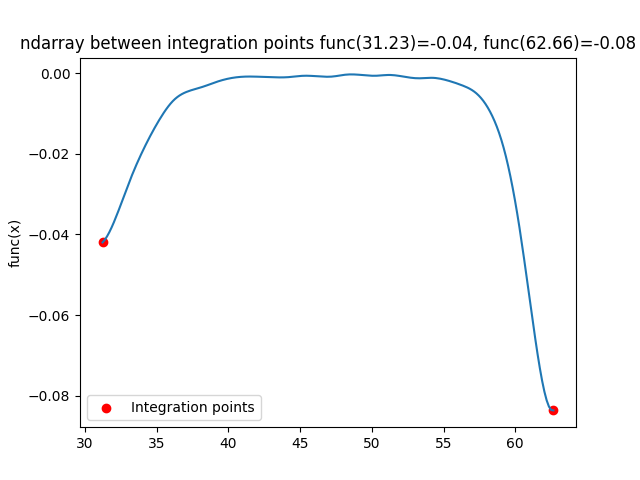 ndarray between integration points func(31.23)=-0.04, func(62.66)=-0.08
0.00
−0.02
−0.04
−0.06
−0.08
func(x)
Integration points
30 35 40 45 50 55 60